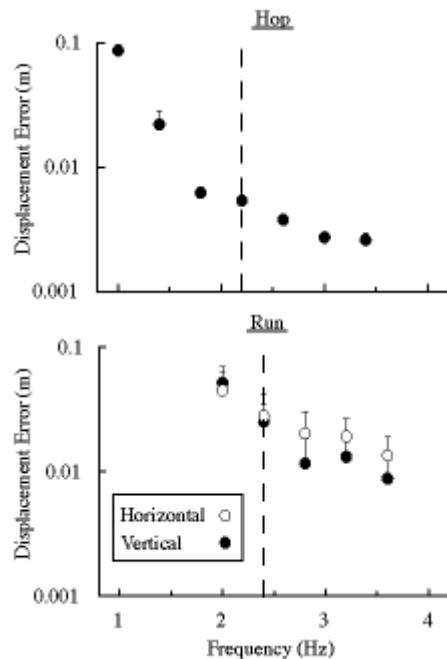 Hop
0.1
0.01
0.001
Displacement Error (m)
Run
0.1
0.01
0.001
Displacement Error (m)
Horizontal
Vertical
1 2 3 4
Frequency (Hz)